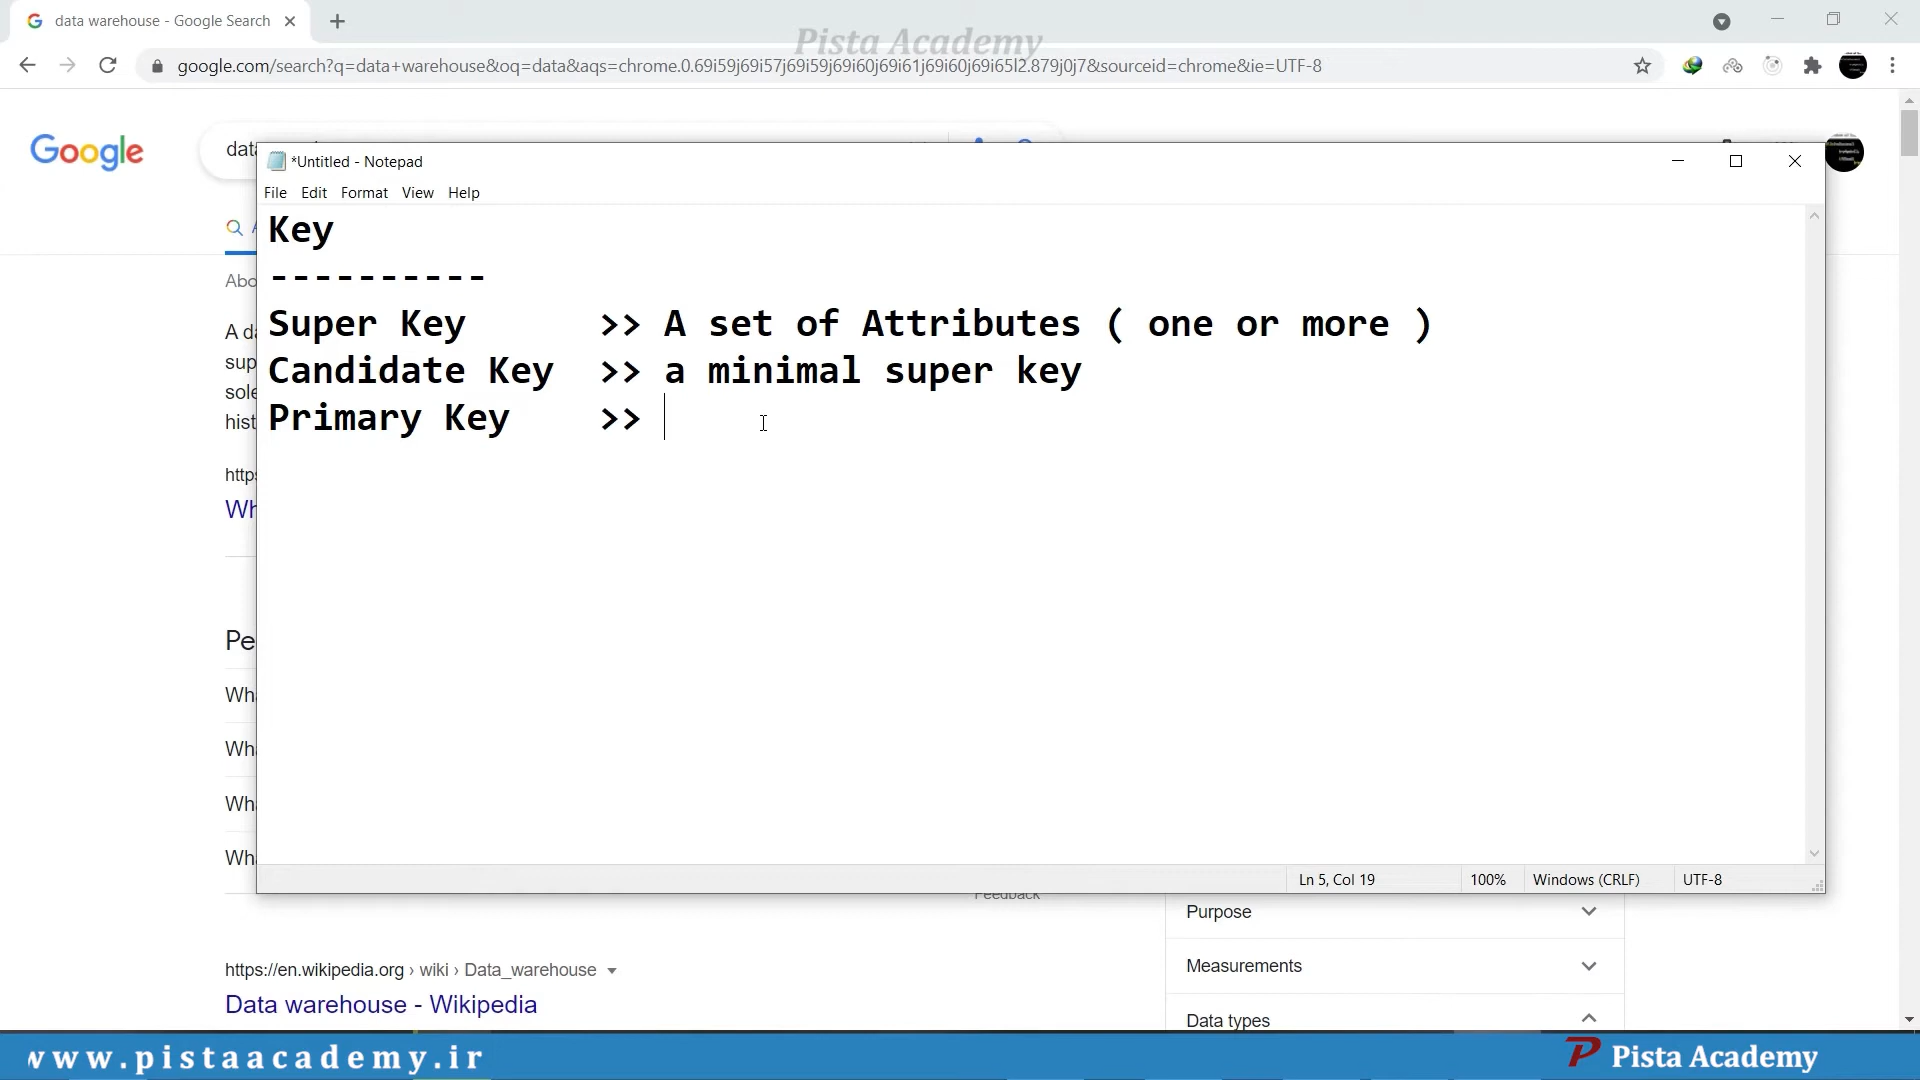 data warehouse - Google Search
Pista Academy
google.com/search?q=data+warehouse&oq=data&aqs=chrome.0.69i59j69i57j69i59j69i60j69i61j69i60j69i65l2.879j0j7&sourceid=chrome&ie=UTF-8
Google
*Untitled - Notepad
File Edit Format View Help
Key
----------
Super Key >> A set of Attributes ( one or more )
Candidate Key >> a minimal super key
Primary Key >>
Ln 5, Col 19 100% Windows (CRLF) UTF-8
Feedback
Purpose
Measurements
https://en.wikipedia.org › wiki › Data_warehouse
Data warehouse - Wikipedia
Data types
www.pistaacademy.ir
Pista Academy